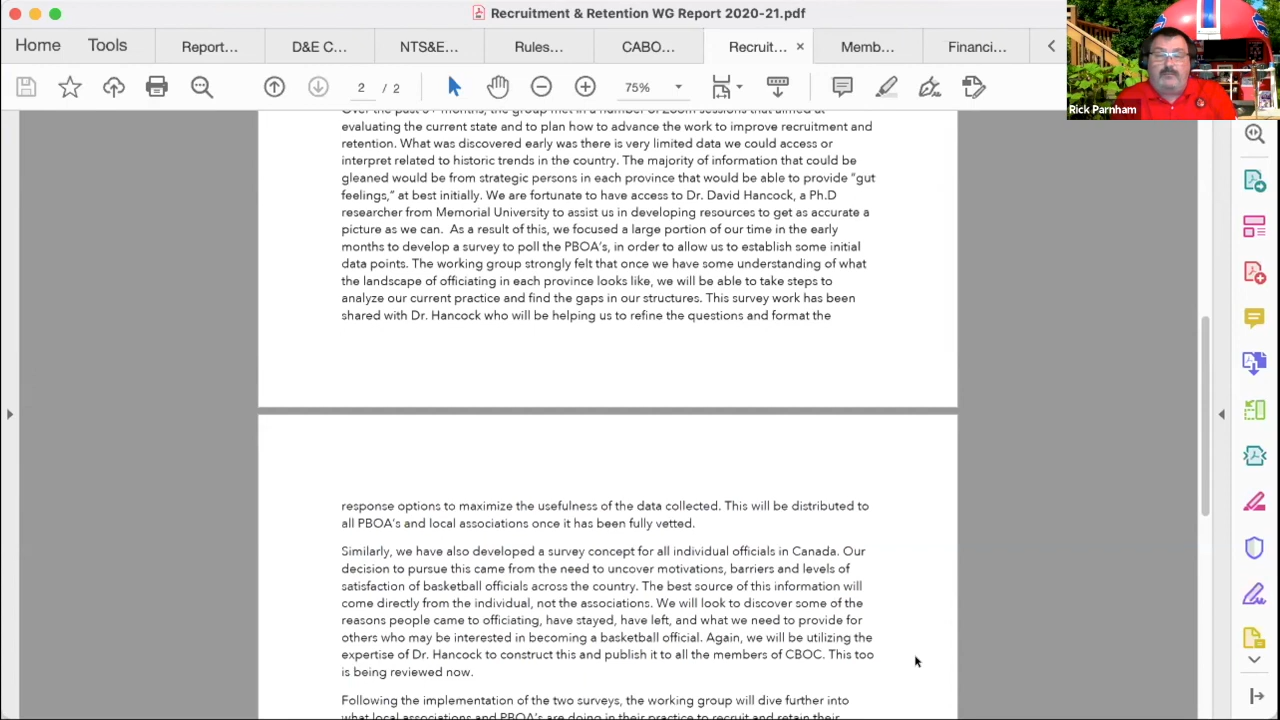 Recruitment & Retention WG Report 2020-21.pdf
Home Tools Report... D&E C... NTS&E... Rules... CABO... Recruit... × Memb... Financi...
2 / 2 75%
Rick Parnham
evaluating the current state and to plan how to advance the work to improve recruitment and
retention. What was discovered early was there is very limited data we could access or
interpret related to historic trends in the country. The majority of information that could be
gleaned would be from strategic persons in each province that would be able to provide “gut
feelings,” at best initially. We are fortunate to have access to Dr. David Hancock, a Ph.D
researcher from Memorial University to assist us in developing resources to get as accurate a
picture as we can. As a result of this, we focused a large portion of our time in the early
months to develop a survey to poll the PBOA’s, in order to allow us to establish some initial
data points. The working group strongly felt that once we have some understanding of what
the landscape of officiating in each province looks like, we will be able to take steps to
analyze our current practice and find the gaps in our structures. This survey work has been
shared with Dr. Hancock who will be helping us to refine the questions and format the
response options to maximize the usefulness of the data collected. This will be distributed to
all PBOA’s and local associations once it has been fully vetted.
Similarly, we have also developed a survey concept for all individual officials in Canada. Our
decision to pursue this came from the need to uncover motivations, barriers and levels of
satisfaction of basketball officials across the country. The best source of this information will
come directly from the individual, not the associations. We will look to discover some of the
reasons people came to officiating, have stayed, have left, and what we need to provide for
others who may be interested in becoming a basketball official. Again, we will be utilizing the
expertise of Dr. Hancock to construct this and publish it to all the members of CBOC. This too
is being reviewed now.
Following the implementation of the two surveys, the working group will dive further into
what local associations and PBOA’s are doing in their practice to recruit and retain their